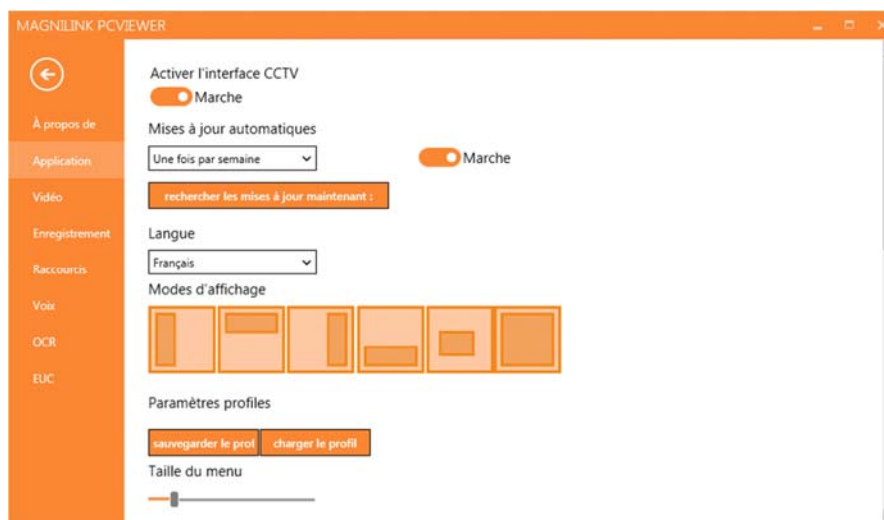 MAGNILINK PCVIEWER
À propos de
Application
Vidéo
Enregistrement
Raccourcis
Voix
OCR
EUC
Activer l'interface CCTV
Marche
Mises à jour automatiques
Une fois par semaine
Marche
rechercher les mises à jour maintenant :
Langue
Français
Modes d'affichage
Paramètres profiles
sauvegarder le prol
charger le profil
Taille du menu